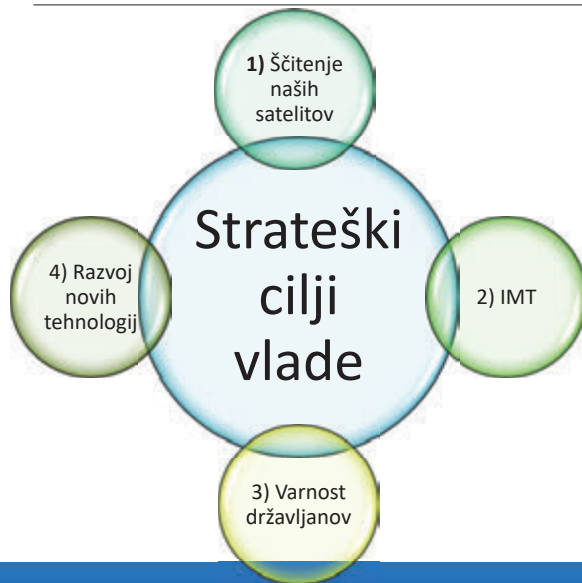 1) Ščitenje
naših
satelitov
Strateški
cilji
vlade
2) IMT
3) Varnost
državljanov
4) Razvoj
novih
tehnologij